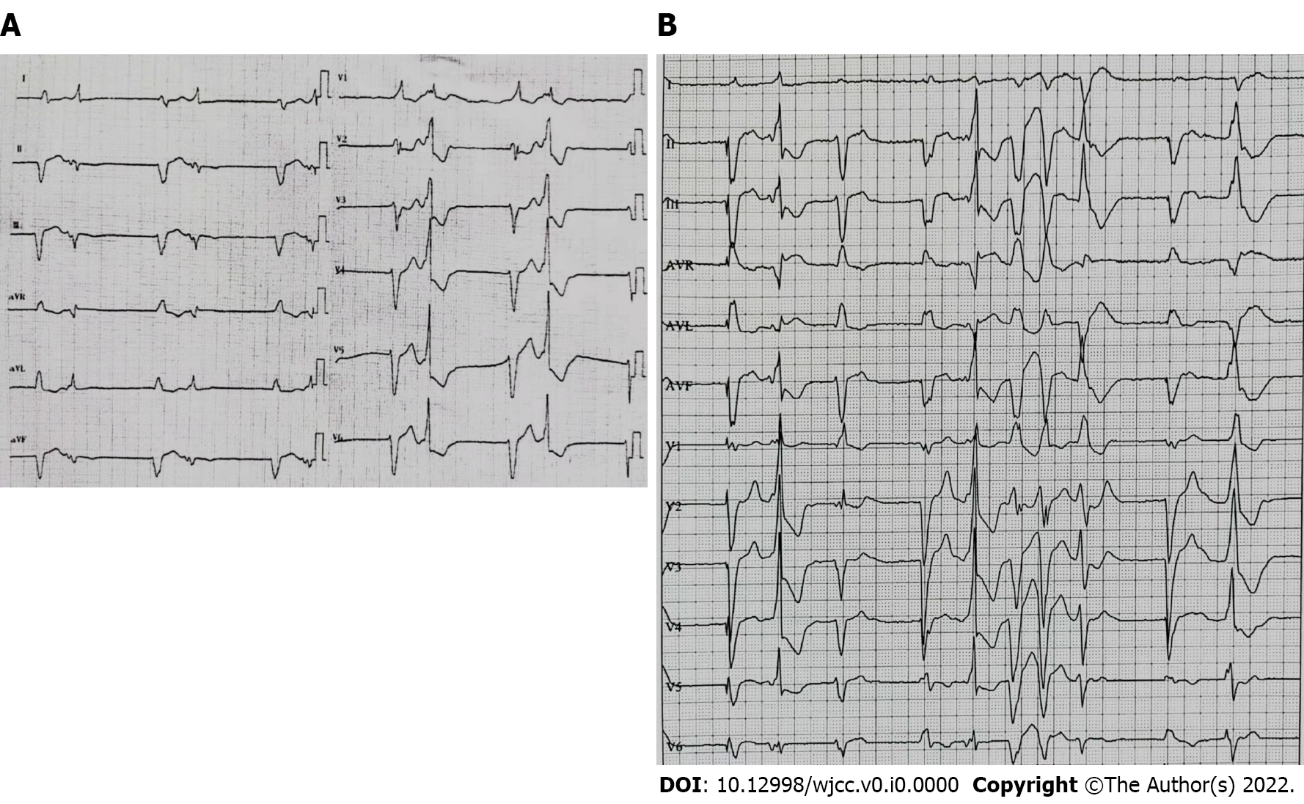 A
B
I
II
III
aVR
aVL
aVF
V1
V2
V3
V4
V5
V6
I
II
III
AVR
AVL
AVF
V1
V2
V3
V4
V5
V6
DOI: 10.12998/wjcc.v0.i0.0000 Copyright ©The Author(s) 2022.